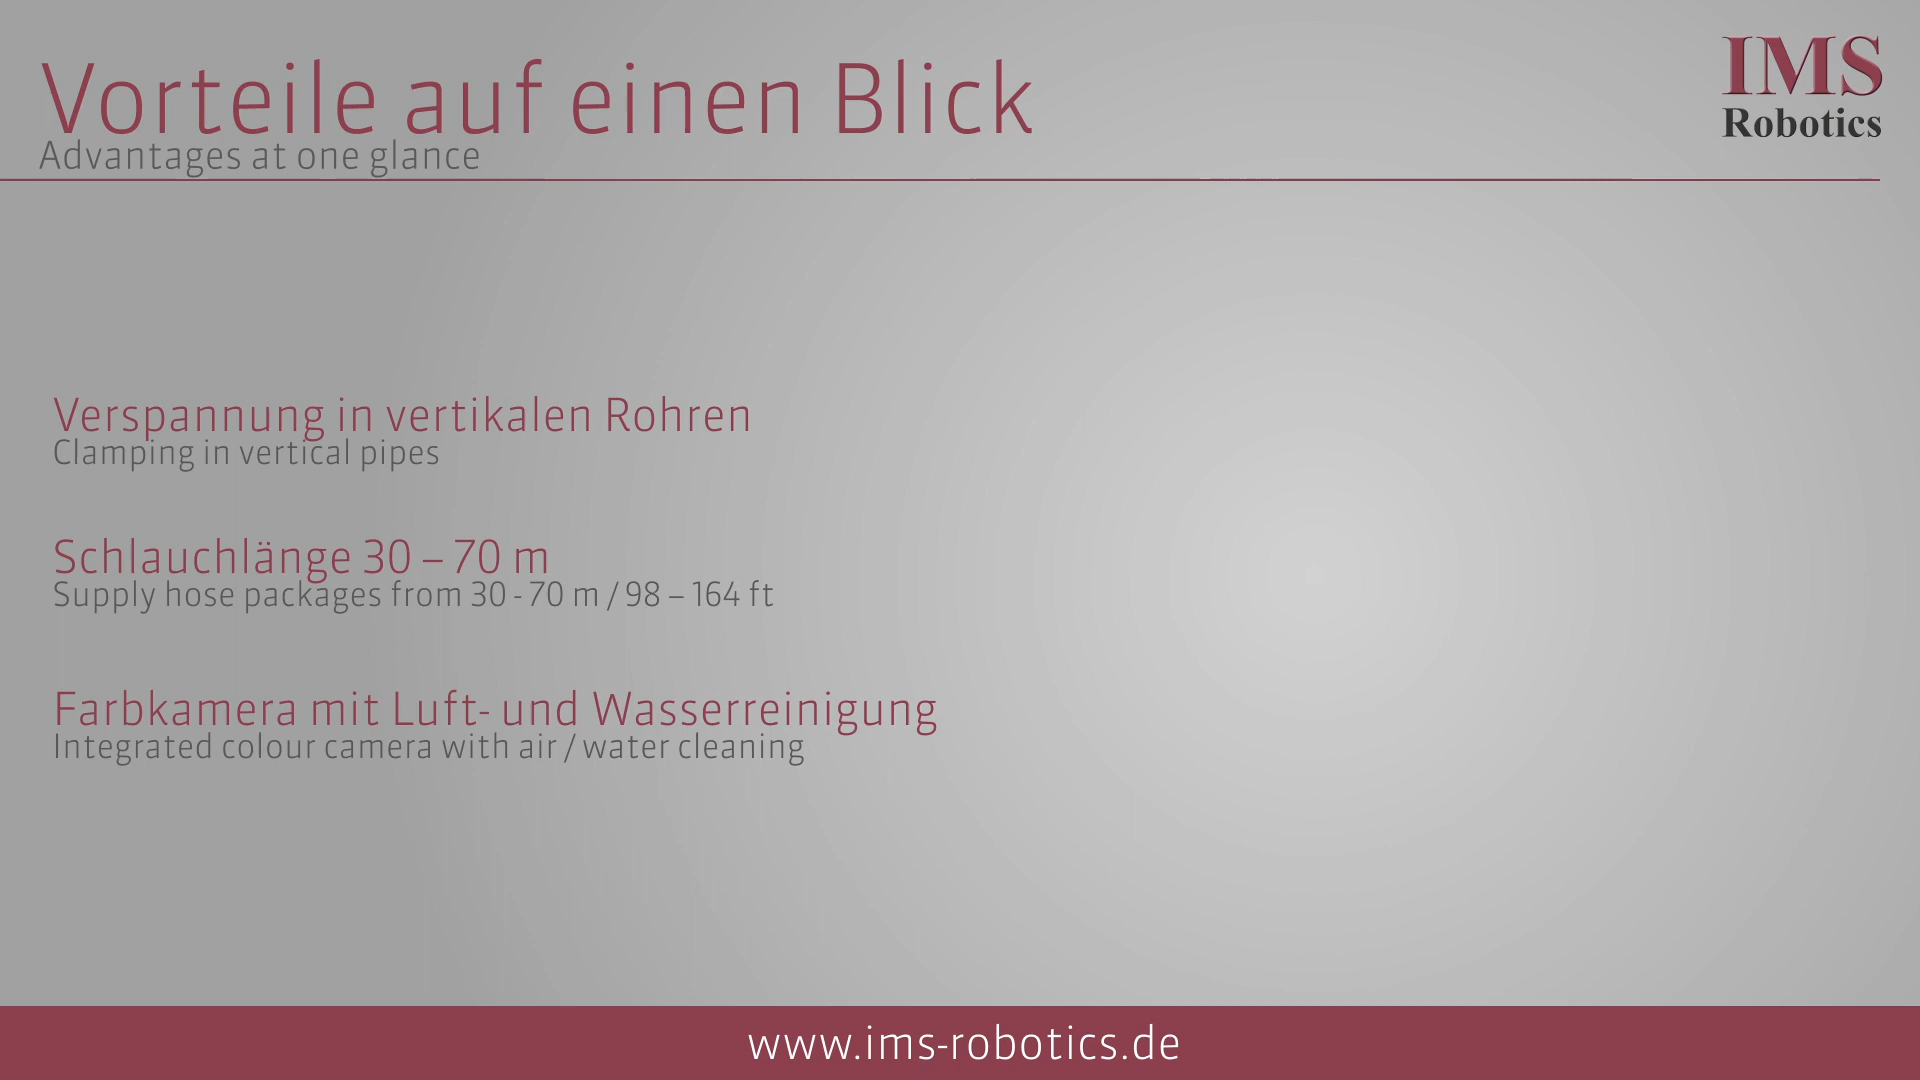 Vorteile auf einen Blick
Advantages at one glance
IMS
Robotics
Verspannung in vertikalen Rohren
Clamping in vertical pipes
Schlauchlänge 30 – 70 m
Supply hose packages from 30 - 70 m / 98 – 164 ft
Farbkamera mit Luft- und Wasserreinigung
Integrated colour camera with air / water cleaning
www.ims-robotics.de